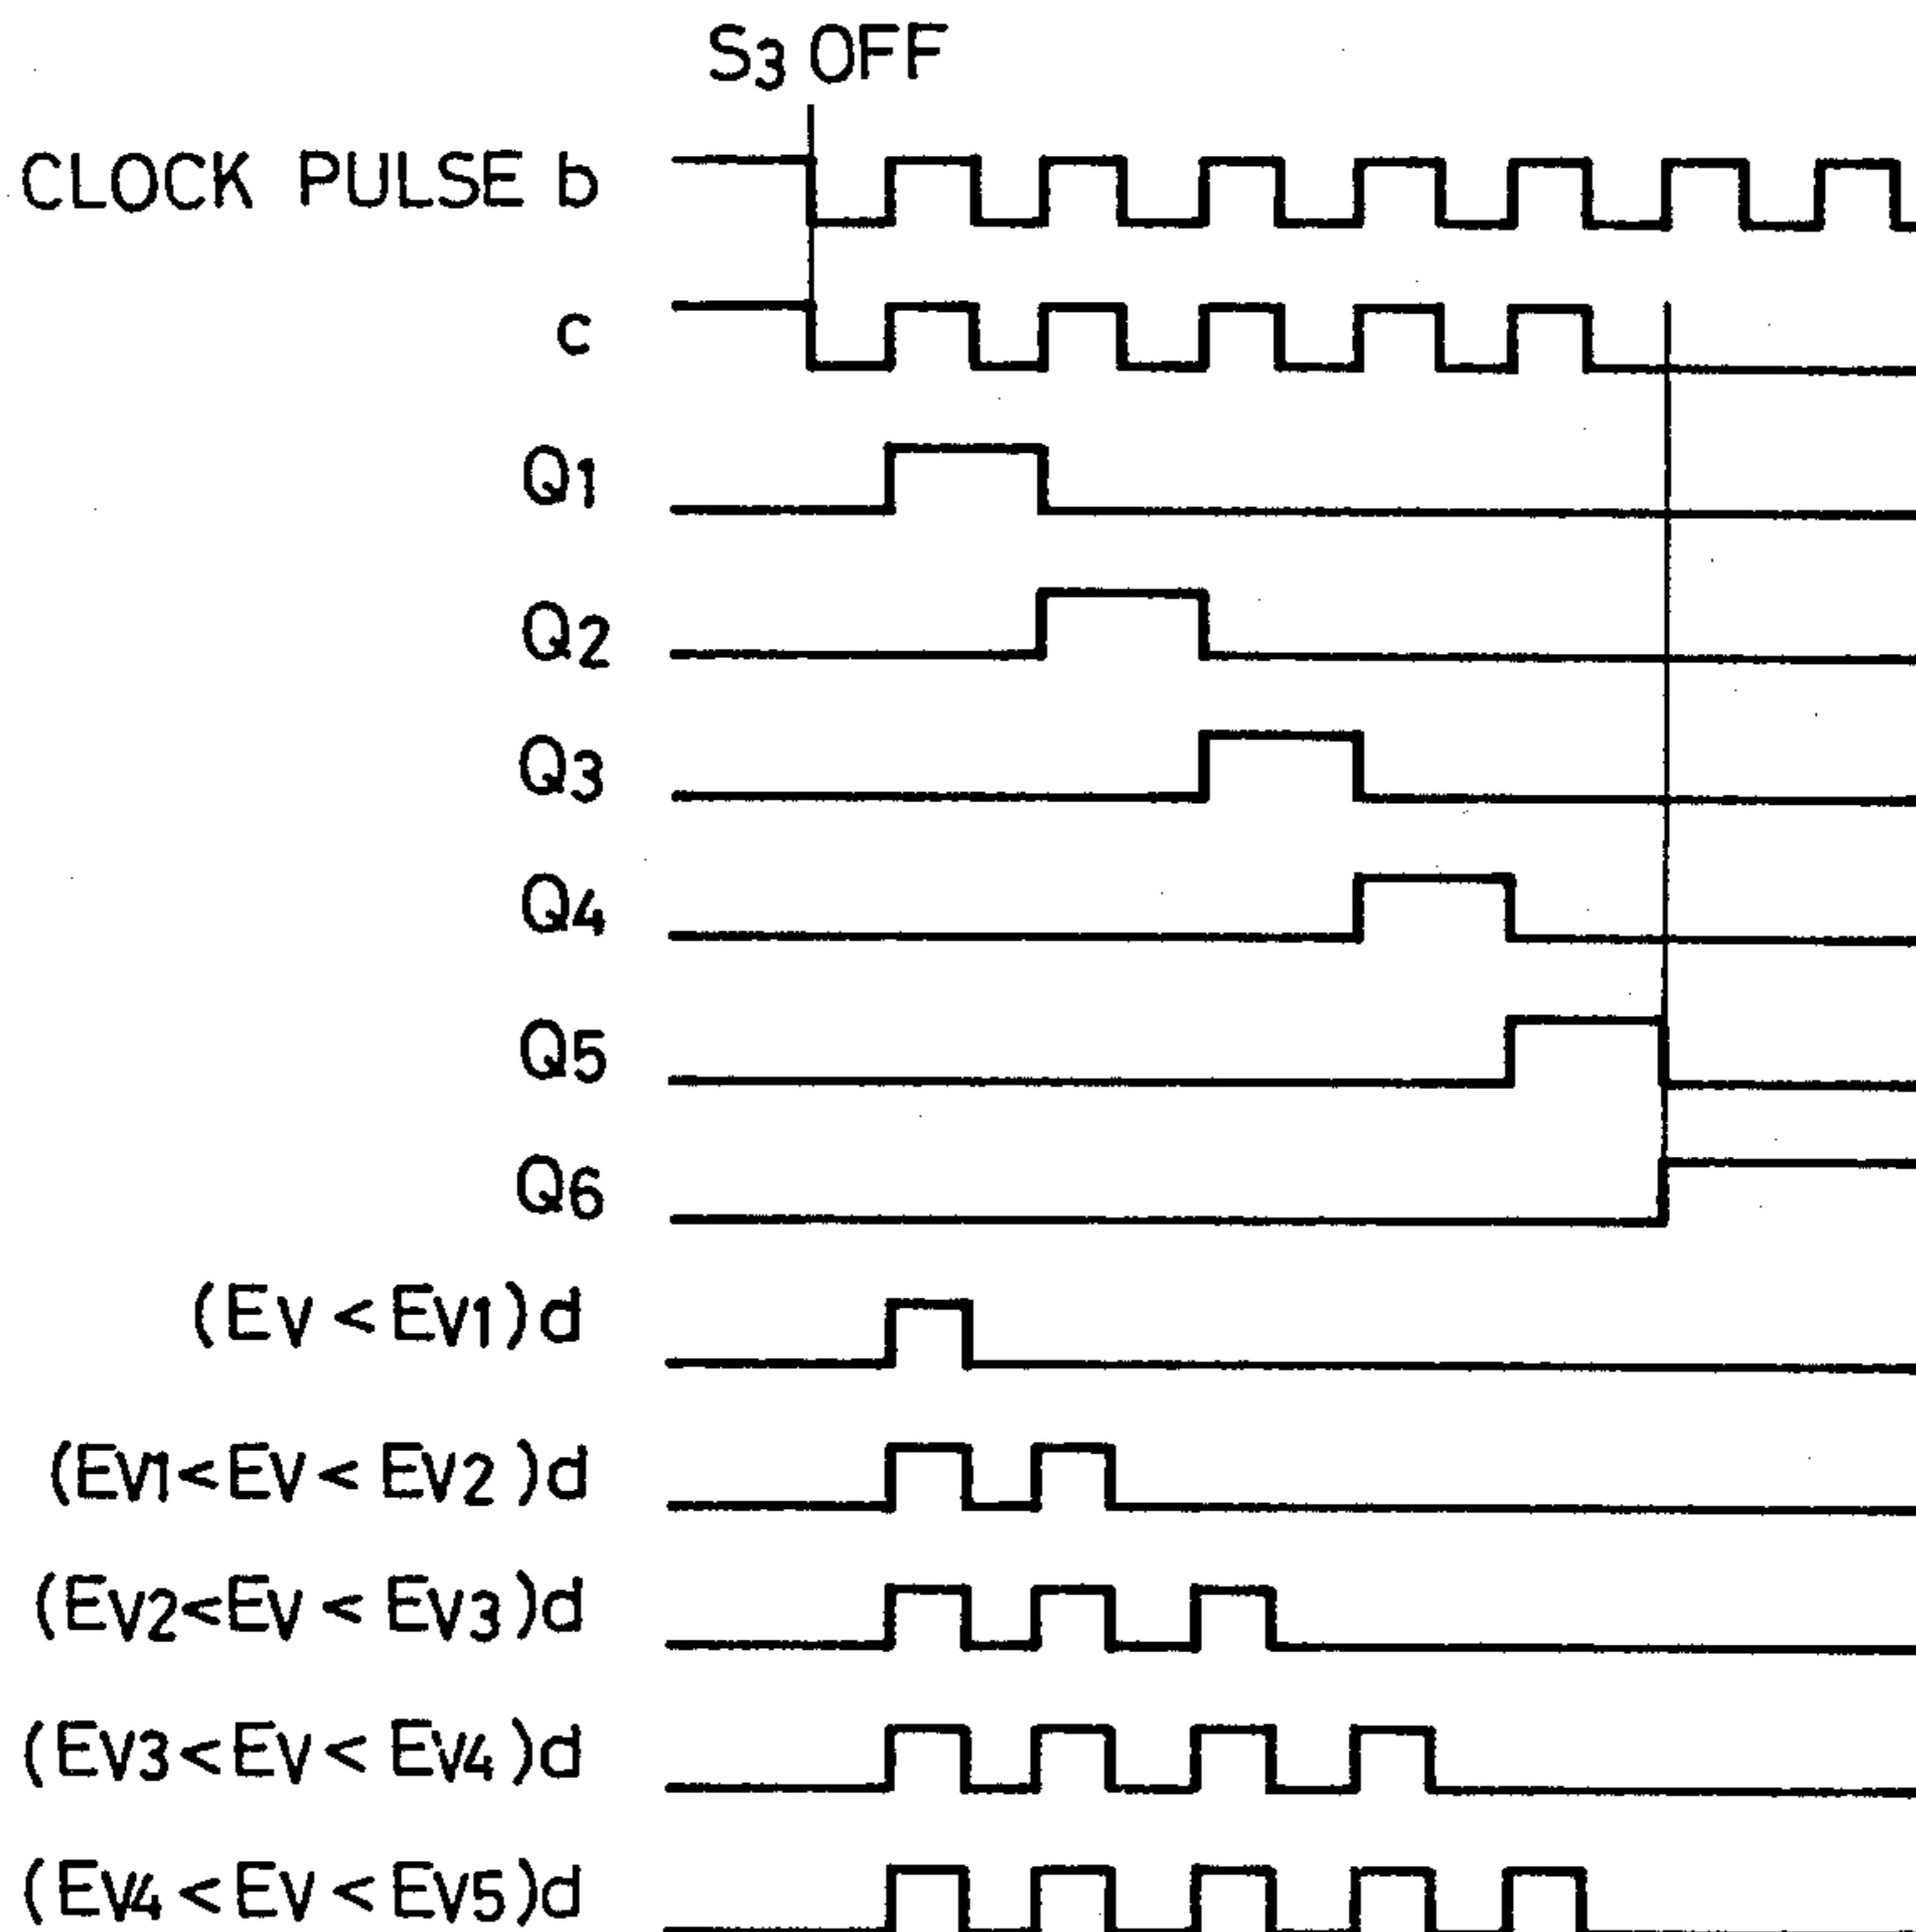 S3 OFF
CLOCK PULSE b
c
Q1
Q2
Q3
Q4
Q5
Q6
(EV < EV1)d
(EV1<EV < EV2)d
(EV2<EV < EV3)d
(EV3<EV < EV4)d
(EV4<EV < EV5)d